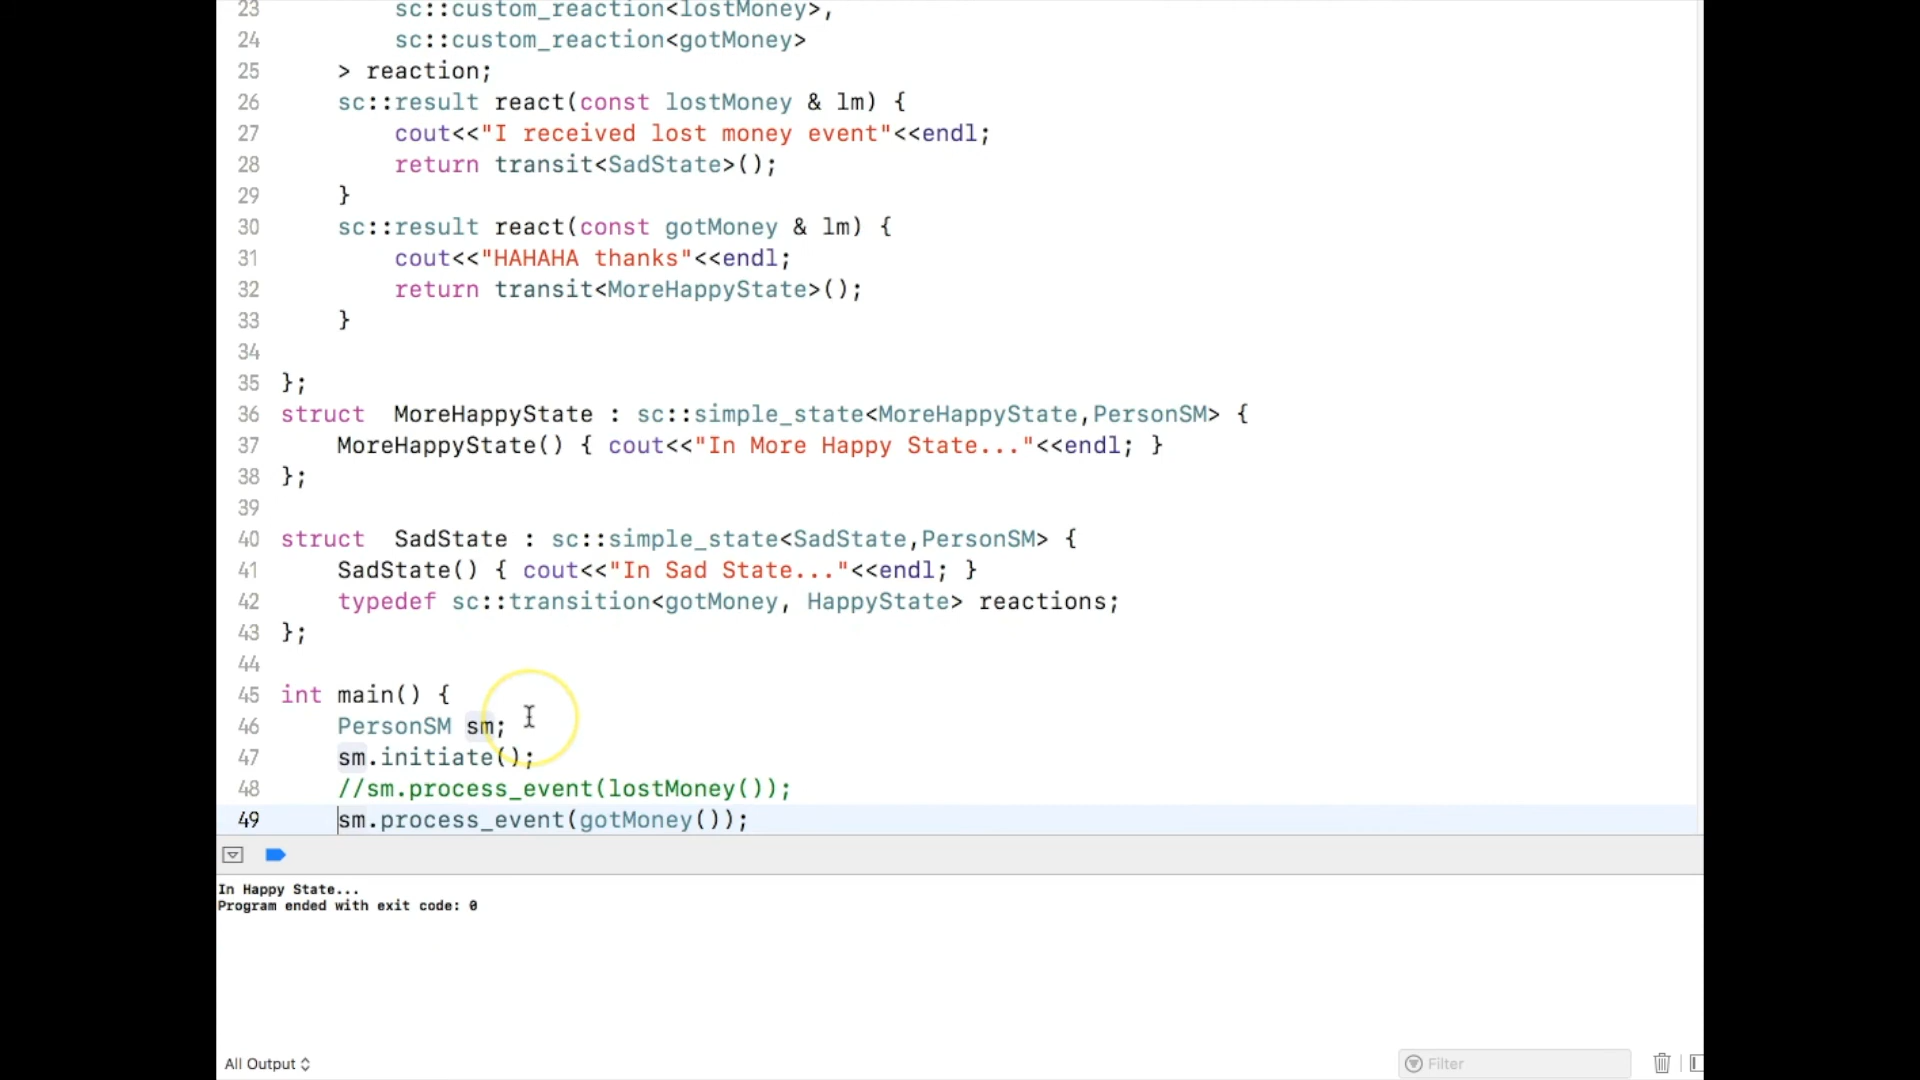 23 sc::custom_reaction<lostMoney>,
24 sc::custom_reaction<gotMoney>
25 > reaction;
26 sc::result react(const lostMoney & lm) {
27 cout<<"I received lost money event"<<endl;
28 return transit<SadState>();
29 }
30 sc::result react(const gotMoney & lm) {
31 cout<<"HAHAHA thanks"<<endl;
32 return transit<MoreHappyState>();
33 }
34
35 };
36 struct  MoreHappyState : sc::simple_state<MoreHappyState,PersonSM> {
37 MoreHappyState() { cout<<"In More Happy State..."<<endl; }
38 };
39
40 struct  SadState : sc::simple_state<SadState,PersonSM> {
41 SadState() { cout<<"In Sad State..."<<endl; }
42 typedef sc::transition<gotMoney, HappyState> reactions;
43 };
44
45 int main() {
46 PersonSM sm;
47 sm.initiate();
48 //sm.process_event(lostMoney());
49 sm.process_event(gotMoney());
In Happy State...
Program ended with exit code: 0
All Output
Filter